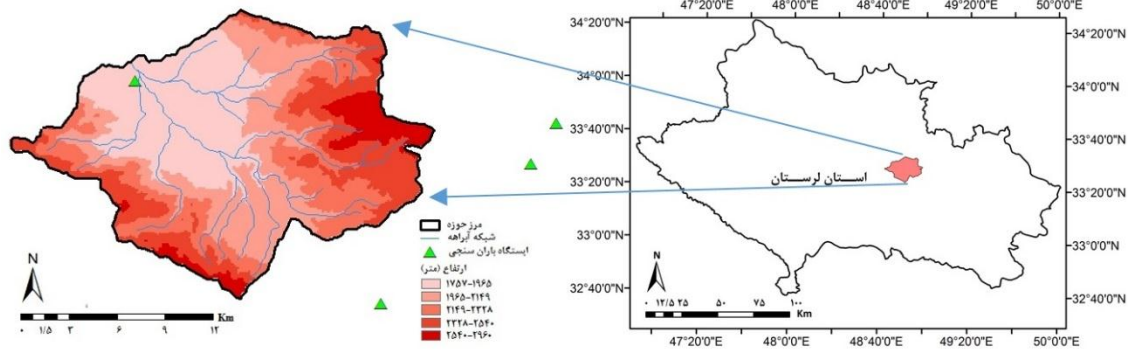 47°20'0"E 48°0'0"E 48°40'0"E 49°20'0"E 50°0'0"E
34°20'0"N
34°0'0"N
33°40'0"N
33°20'0"N
33°0'0"N
32°40'0"N
34°20'0"N
34°0'0"N
33°40'0"N
33°20'0"N
33°0'0"N
32°40'0"N
استان لرستان
N
۰ ۱۲/۵ ۲۵ ۵۰ ۷۵ ۱۰۰
Km
47°20'0"E 48°0'0"E 48°40'0"E 49°20'0"E 50°0'0"E
مرز حوزه
شبکه آبراهه
ایستگاه باران سنجی
ارتفاع (متر)
۱۷۵۷-۱۹۶۵
۱۹۶۵-۲۱۴۹
۲۱۴۹-۲۳۲۸
۲۳۲۸-۲۵۴۰
۲۵۴۰-۲۹۶۰
N
Km
۰ ۱/۵ ۳ ۶ ۹ ۱۲